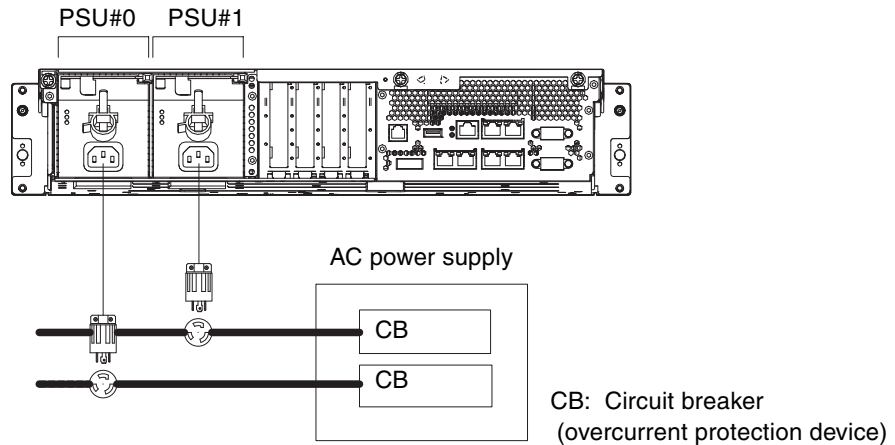 PSU#0 PSU#1
AC power supply
CB
CB
CB: Circuit breaker
(overcurrent protection device)